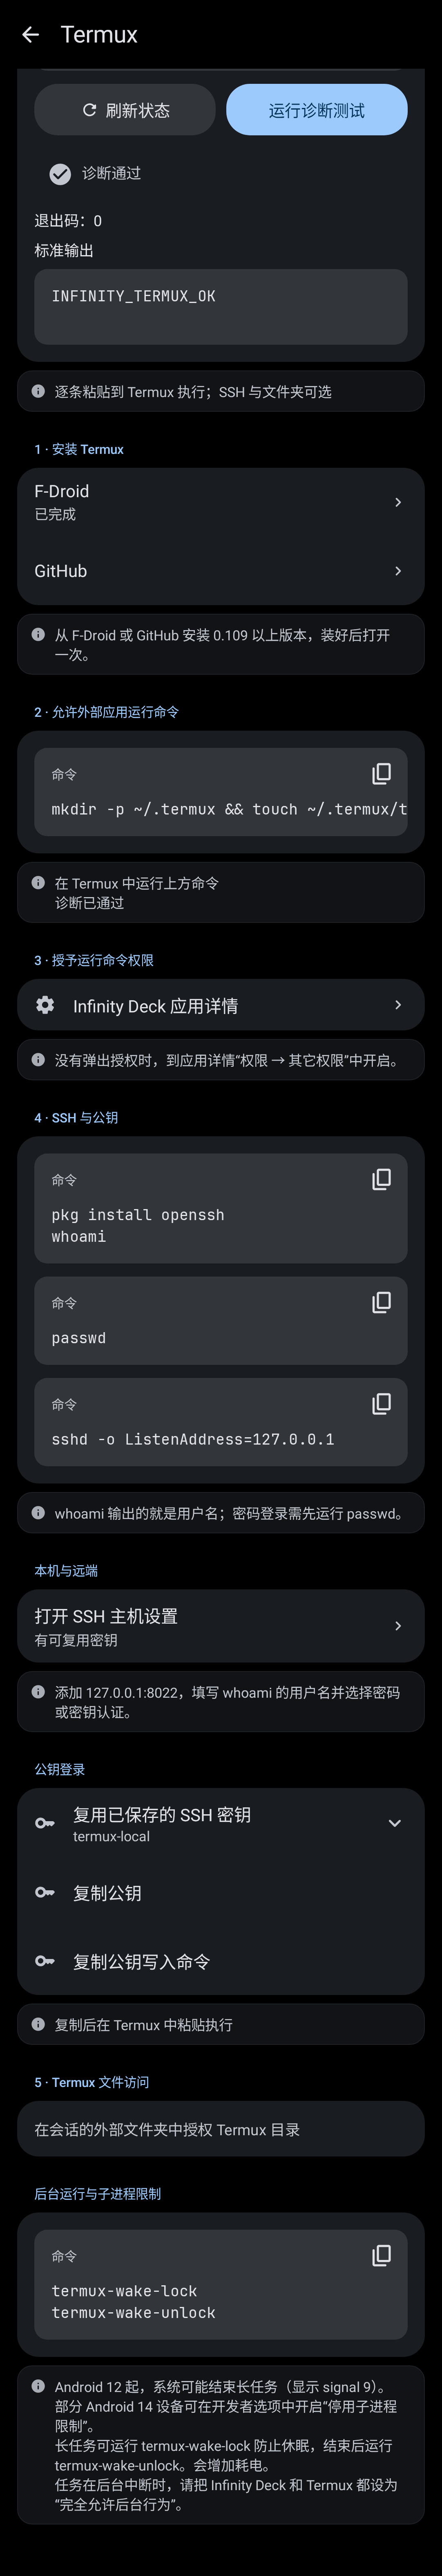 Termux
刷新状态
运行诊断测试
诊断通过
退出码：0
标准输出
INFINITY_TERMUX_OK
逐条粘贴到 Termux 执行；SSH 与文件夹可选
1 · 安装 Termux
F-Droid
已完成
GitHub
从 F-Droid 或 GitHub 安装 0.109 以上版本，装好后打开
一次。
2 · 允许外部应用运行命令
命令
mkdir -p ~/.termux && touch ~/.termux/t
在 Termux 中运行上方命令
诊断已通过
3 · 授予运行命令权限
Infinity Deck 应用详情
没有弹出授权时，到应用详情“权限 → 其它权限”中开启。
4 · SSH 与公钥
命令
pkg install openssh
whoami
命令
passwd
命令
sshd -o ListenAddress=127.0.0.1
whoami 输出的就是用户名；密码登录需先运行 passwd。
本机与远端
打开 SSH 主机设置
有可复用密钥
添加 127.0.0.1:8022，填写 whoami 的用户名并选择密码
或密钥认证。
公钥登录
复用已保存的 SSH 密钥
termux-local
复制公钥
复制公钥写入命令
复制后在 Termux 中粘贴执行
5 · Termux 文件访问
在会话的外部文件夹中授权 Termux 目录
后台运行与子进程限制
命令
termux-wake-lock
termux-wake-unlock
Android 12 起，系统可能结束长任务（显示 signal 9）。
部分 Android 14 设备可在开发者选项中开启“停用子进程
限制”。
长任务可运行 termux-wake-lock 防止休眠，结束后运行
termux-wake-unlock。会增加耗电。
任务在后台中断时，请把 Infinity Deck 和 Termux 都设为
“完全允许后台行为”。